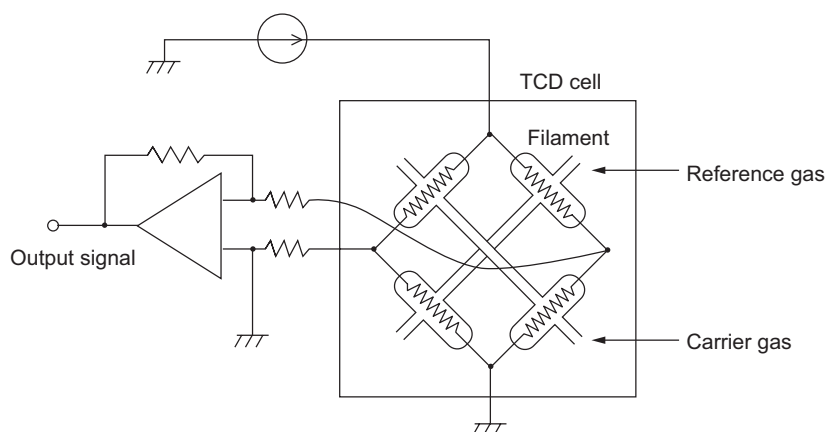 TCD cell
Filament
Reference gas
Output signal
Carrier gas